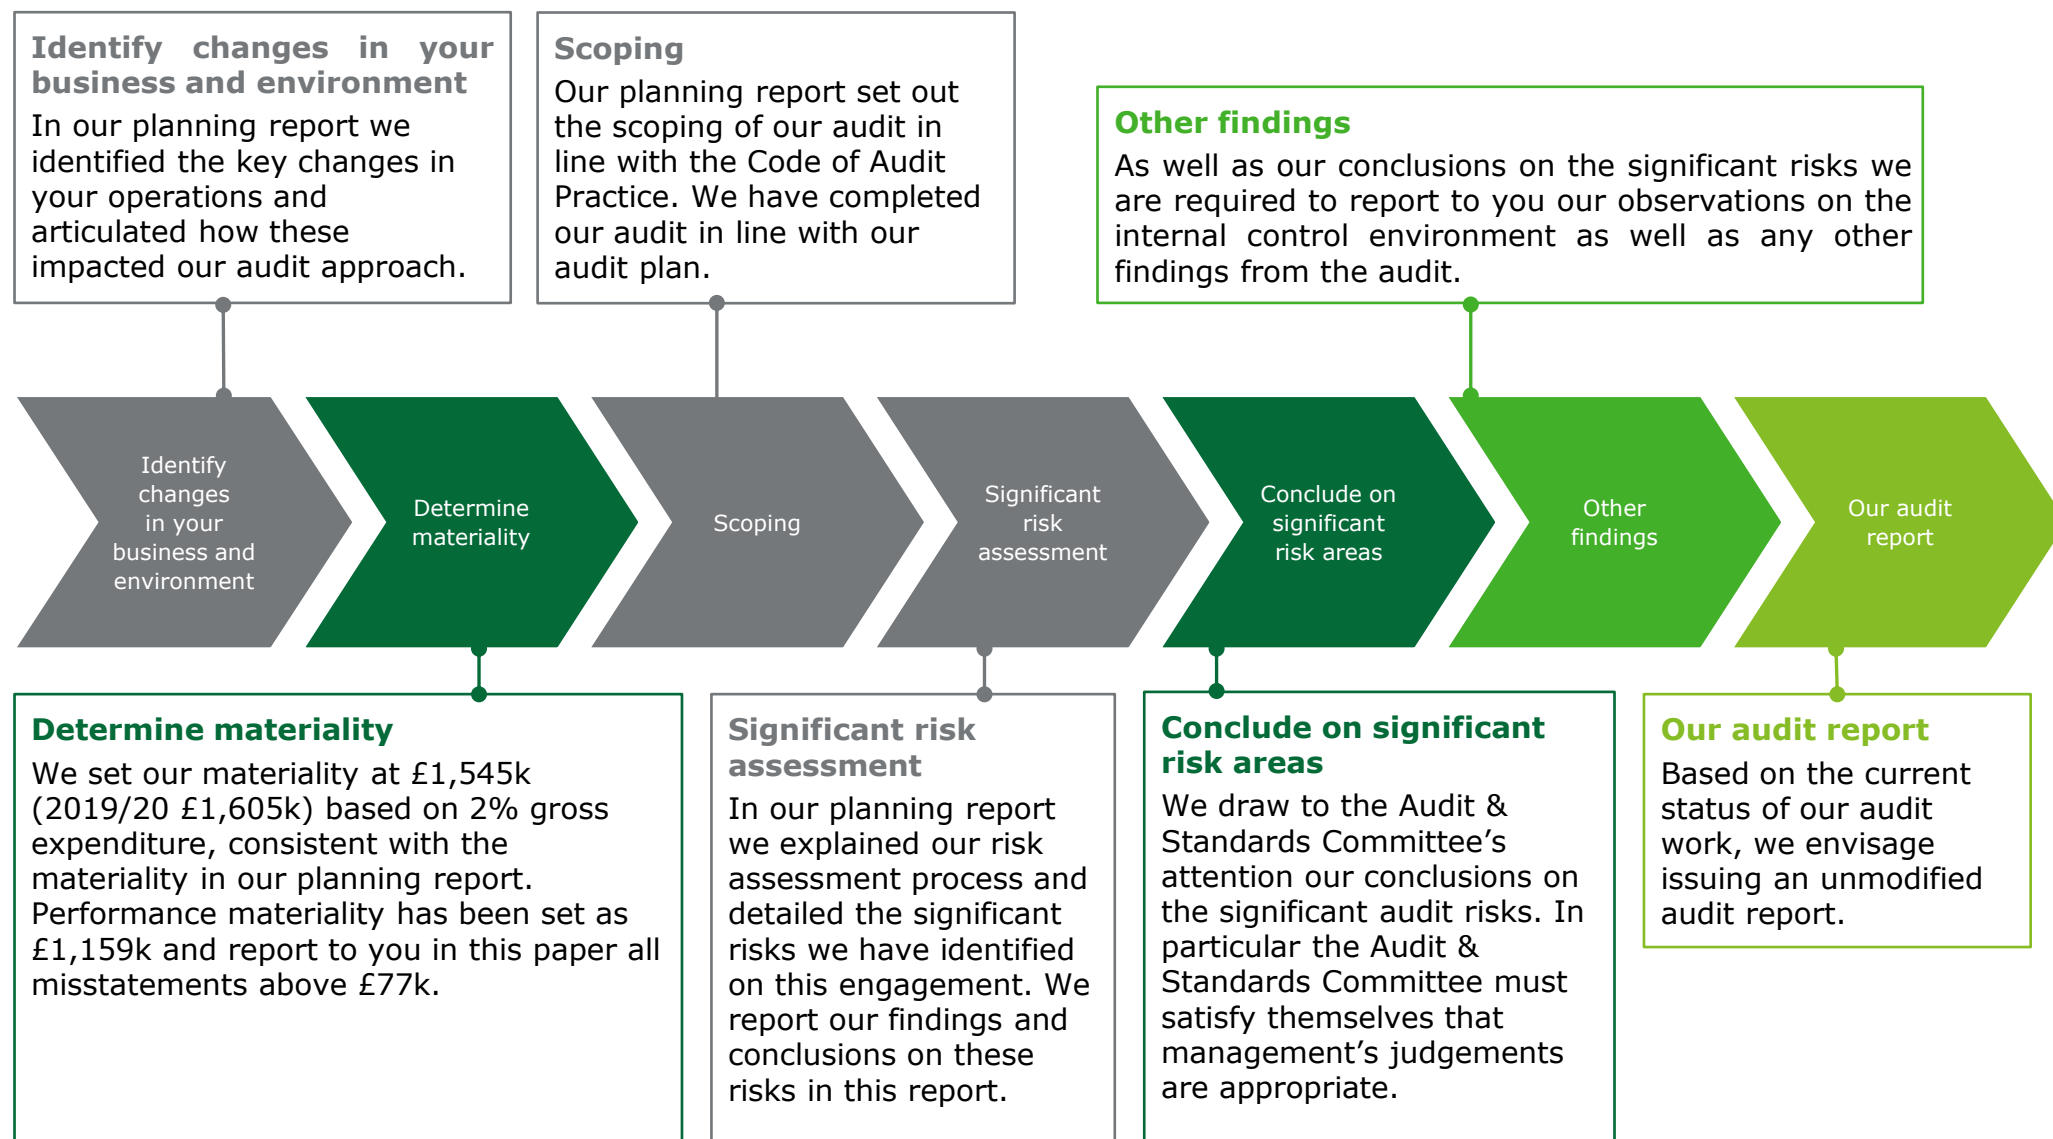 Identify changes in your
business and environment
In our planning report we
identified the key changes in
your operations and
articulated how these
impacted our audit approach.
Scoping
Our planning report set out
the scoping of our audit in
line with the Code of Audit
Practice. We have completed
our audit in line with our
audit plan.
Other findings
As well as our conclusions on the significant risks we
are required to report to you our observations on the
internal control environment as well as any other
findings from the audit.
Identify
changes
in your
business and
environment
Determine
materiality
Scoping
Significant
risk
assessment
Conclude on
significant
risk areas
Other
findings
Our audit
report
Determine materiality
We set our materiality at £1,545k
(2019/20 £1,605k) based on 2% gross
expenditure, consistent with the
materiality in our planning report.
Performance materiality has been set as
£1,159k and report to you in this paper all
misstatements above £77k.
Significant risk
assessment
In our planning report
we explained our risk
assessment process and
detailed the significant
risks we have identified
on this engagement. We
report our findings and
conclusions on these
risks in this report.
Conclude on significant
risk areas
We draw to the Audit &
Standards Committee’s
attention our conclusions on
the significant audit risks. In
particular the Audit &
Standards Committee must
satisfy themselves that
management’s judgements
are appropriate.
Our audit report
Based on the current
status of our audit
work, we envisage
issuing an unmodified
audit report.